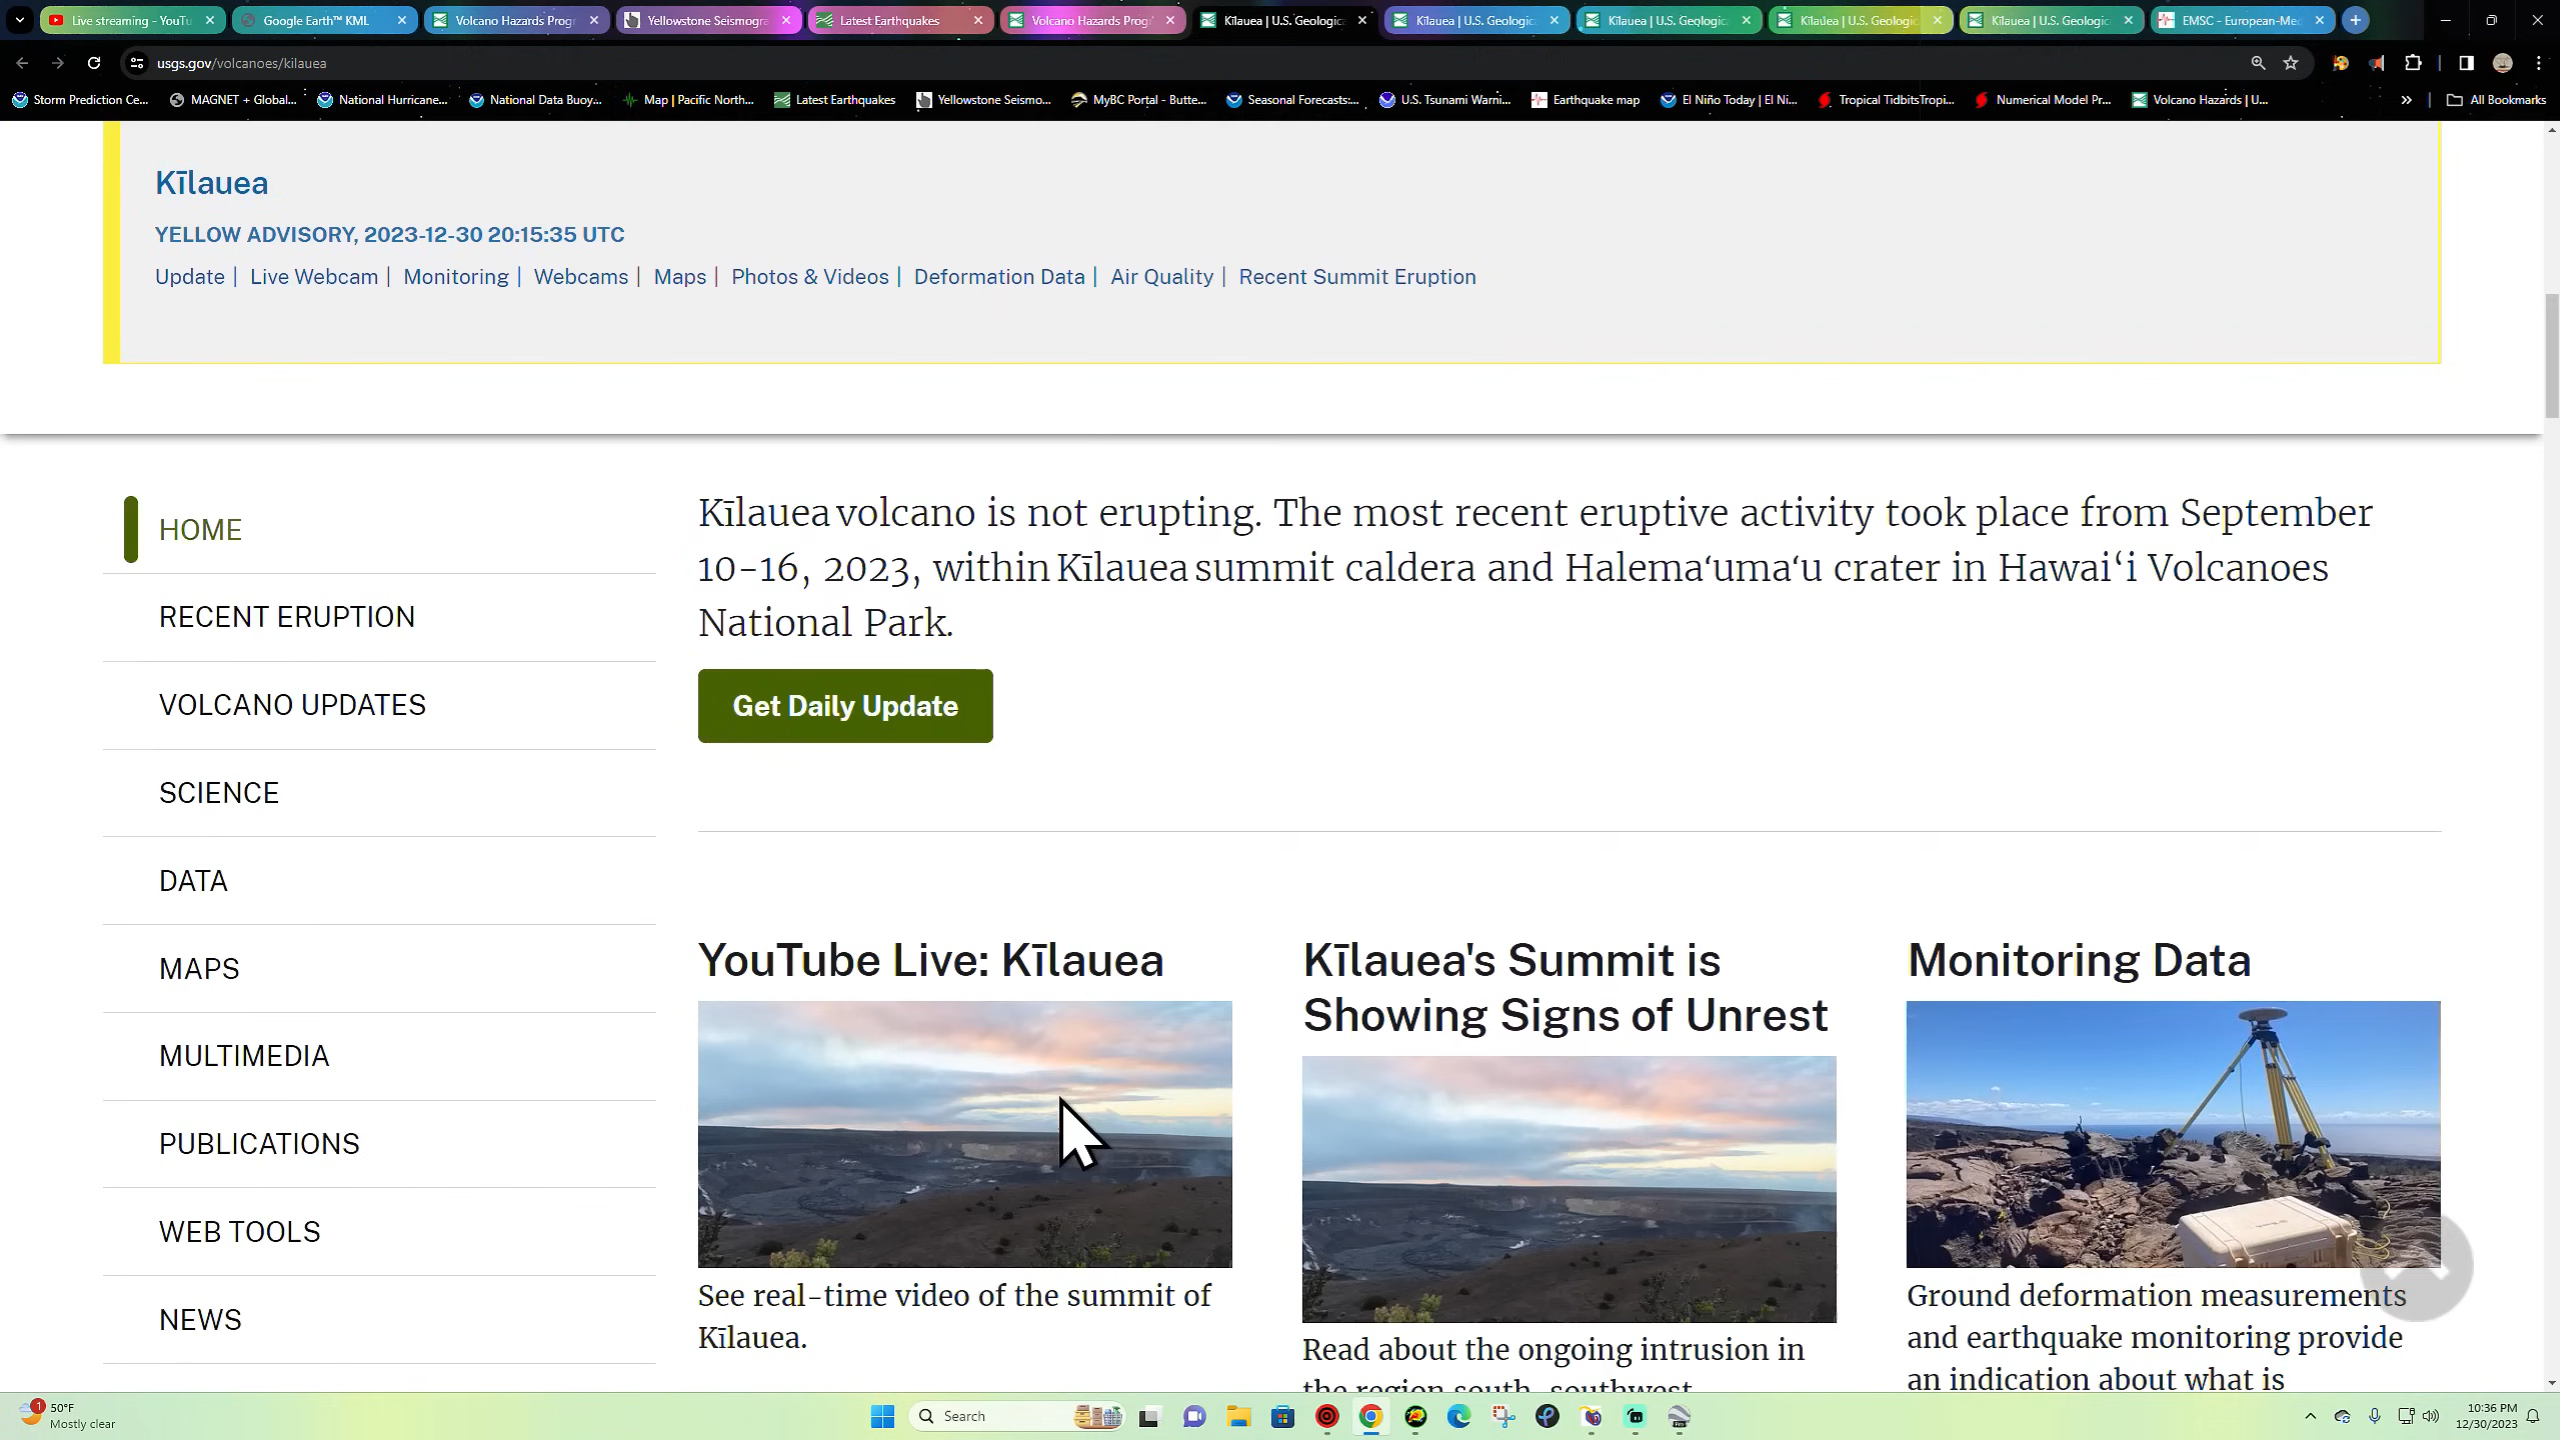 Live streaming - YouTu
Google Earth™ KML
Volcano Hazards Progr
Yellowstone Seismogra
Latest Earthquakes
Volcano Hazards Progr
Kīlauea | U.S. Geologic
Kīlauea | U.S. Geologic
Kīlauea | U.S. Geologic
Kīlauea | U.S. Geologic
Kīlauea | U.S. Geologic
EMSC - European-Med
usgs.gov/volcanoes/kilauea
Storm Prediction Ce...
MAGNET + Global...
National Hurricane...
National Data Buoy...
Map | Pacific North...
Latest Earthquakes
Yellowstone Seismo...
MyBC Portal - Butte...
Seasonal Forecasts:...
U.S. Tsunami Warni...
Earthquake map
El Niño Today | El Ni...
Tropical TidbitsTropi...
Numerical Model Pr...
Volcano Hazards | U...
All Bookmarks
Kīlauea
YELLOW ADVISORY, 2023-12-30 20:15:35 UTC
Update | Live Webcam | Monitoring | Webcams | Maps | Photos & Videos | Deformation Data | Air Quality | Recent Summit Eruption
HOME
RECENT ERUPTION
VOLCANO UPDATES
SCIENCE
DATA
MAPS
MULTIMEDIA
PUBLICATIONS
WEB TOOLS
NEWS
Kīlauea volcano is not erupting. The most recent eruptive activity took place from September
10-16, 2023, within Kīlauea summit caldera and Halemaʻumaʻu crater in Hawaiʻi Volcanoes
National Park.
Get Daily Update
YouTube Live: Kīlauea
See real-time video of the summit of
Kīlauea.
Kīlauea's Summit is
Showing Signs of Unrest
Read about the ongoing intrusion in
the region south-southwest
Monitoring Data
Ground deformation measurements
and earthquake monitoring provide
an indication about what is
1
50°F
Mostly clear
Search
10:36 PM
12/30/2023